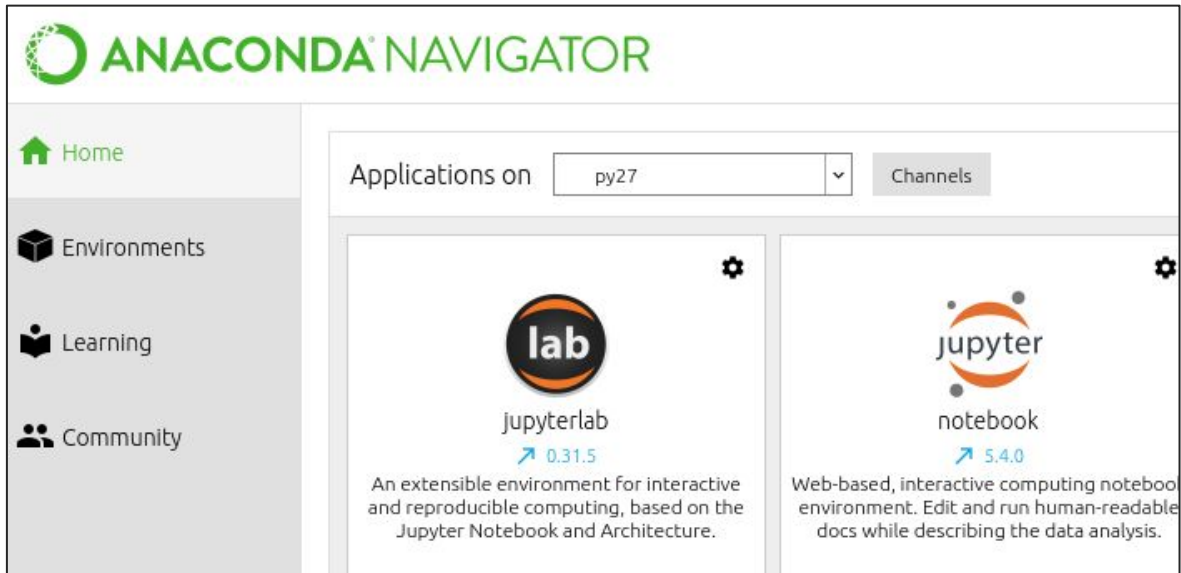 ANACONDA NAVIGATOR
Home
Environments
Learning
Community
Applications on py27 Channels
lab
jupyterlab
0.31.5
An extensible environment for interactive
and reproducible computing, based on the
Jupyter Notebook and Architecture.
jupyter
notebook
5.4.0
Web-based, interactive computing notebook
environment. Edit and run human-readable
docs while describing the data analysis.